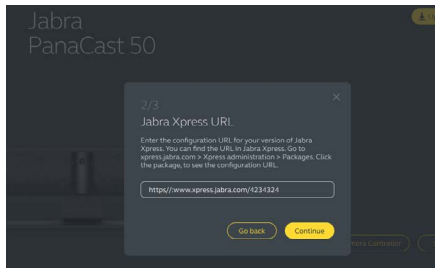 Jabra
PanaCast 50
2/3
Jabra Xpress URL
Enter the configuration URL for your version of Jabra
Xpress. You can find the URL in Jabra Xpress. Go to
xpress.jabra.com > Xpress administration > Packages. Click
the package, to see the configuration URL.
https//:www.xpress.jabra.com/4234324
Go back
Continue
Controller